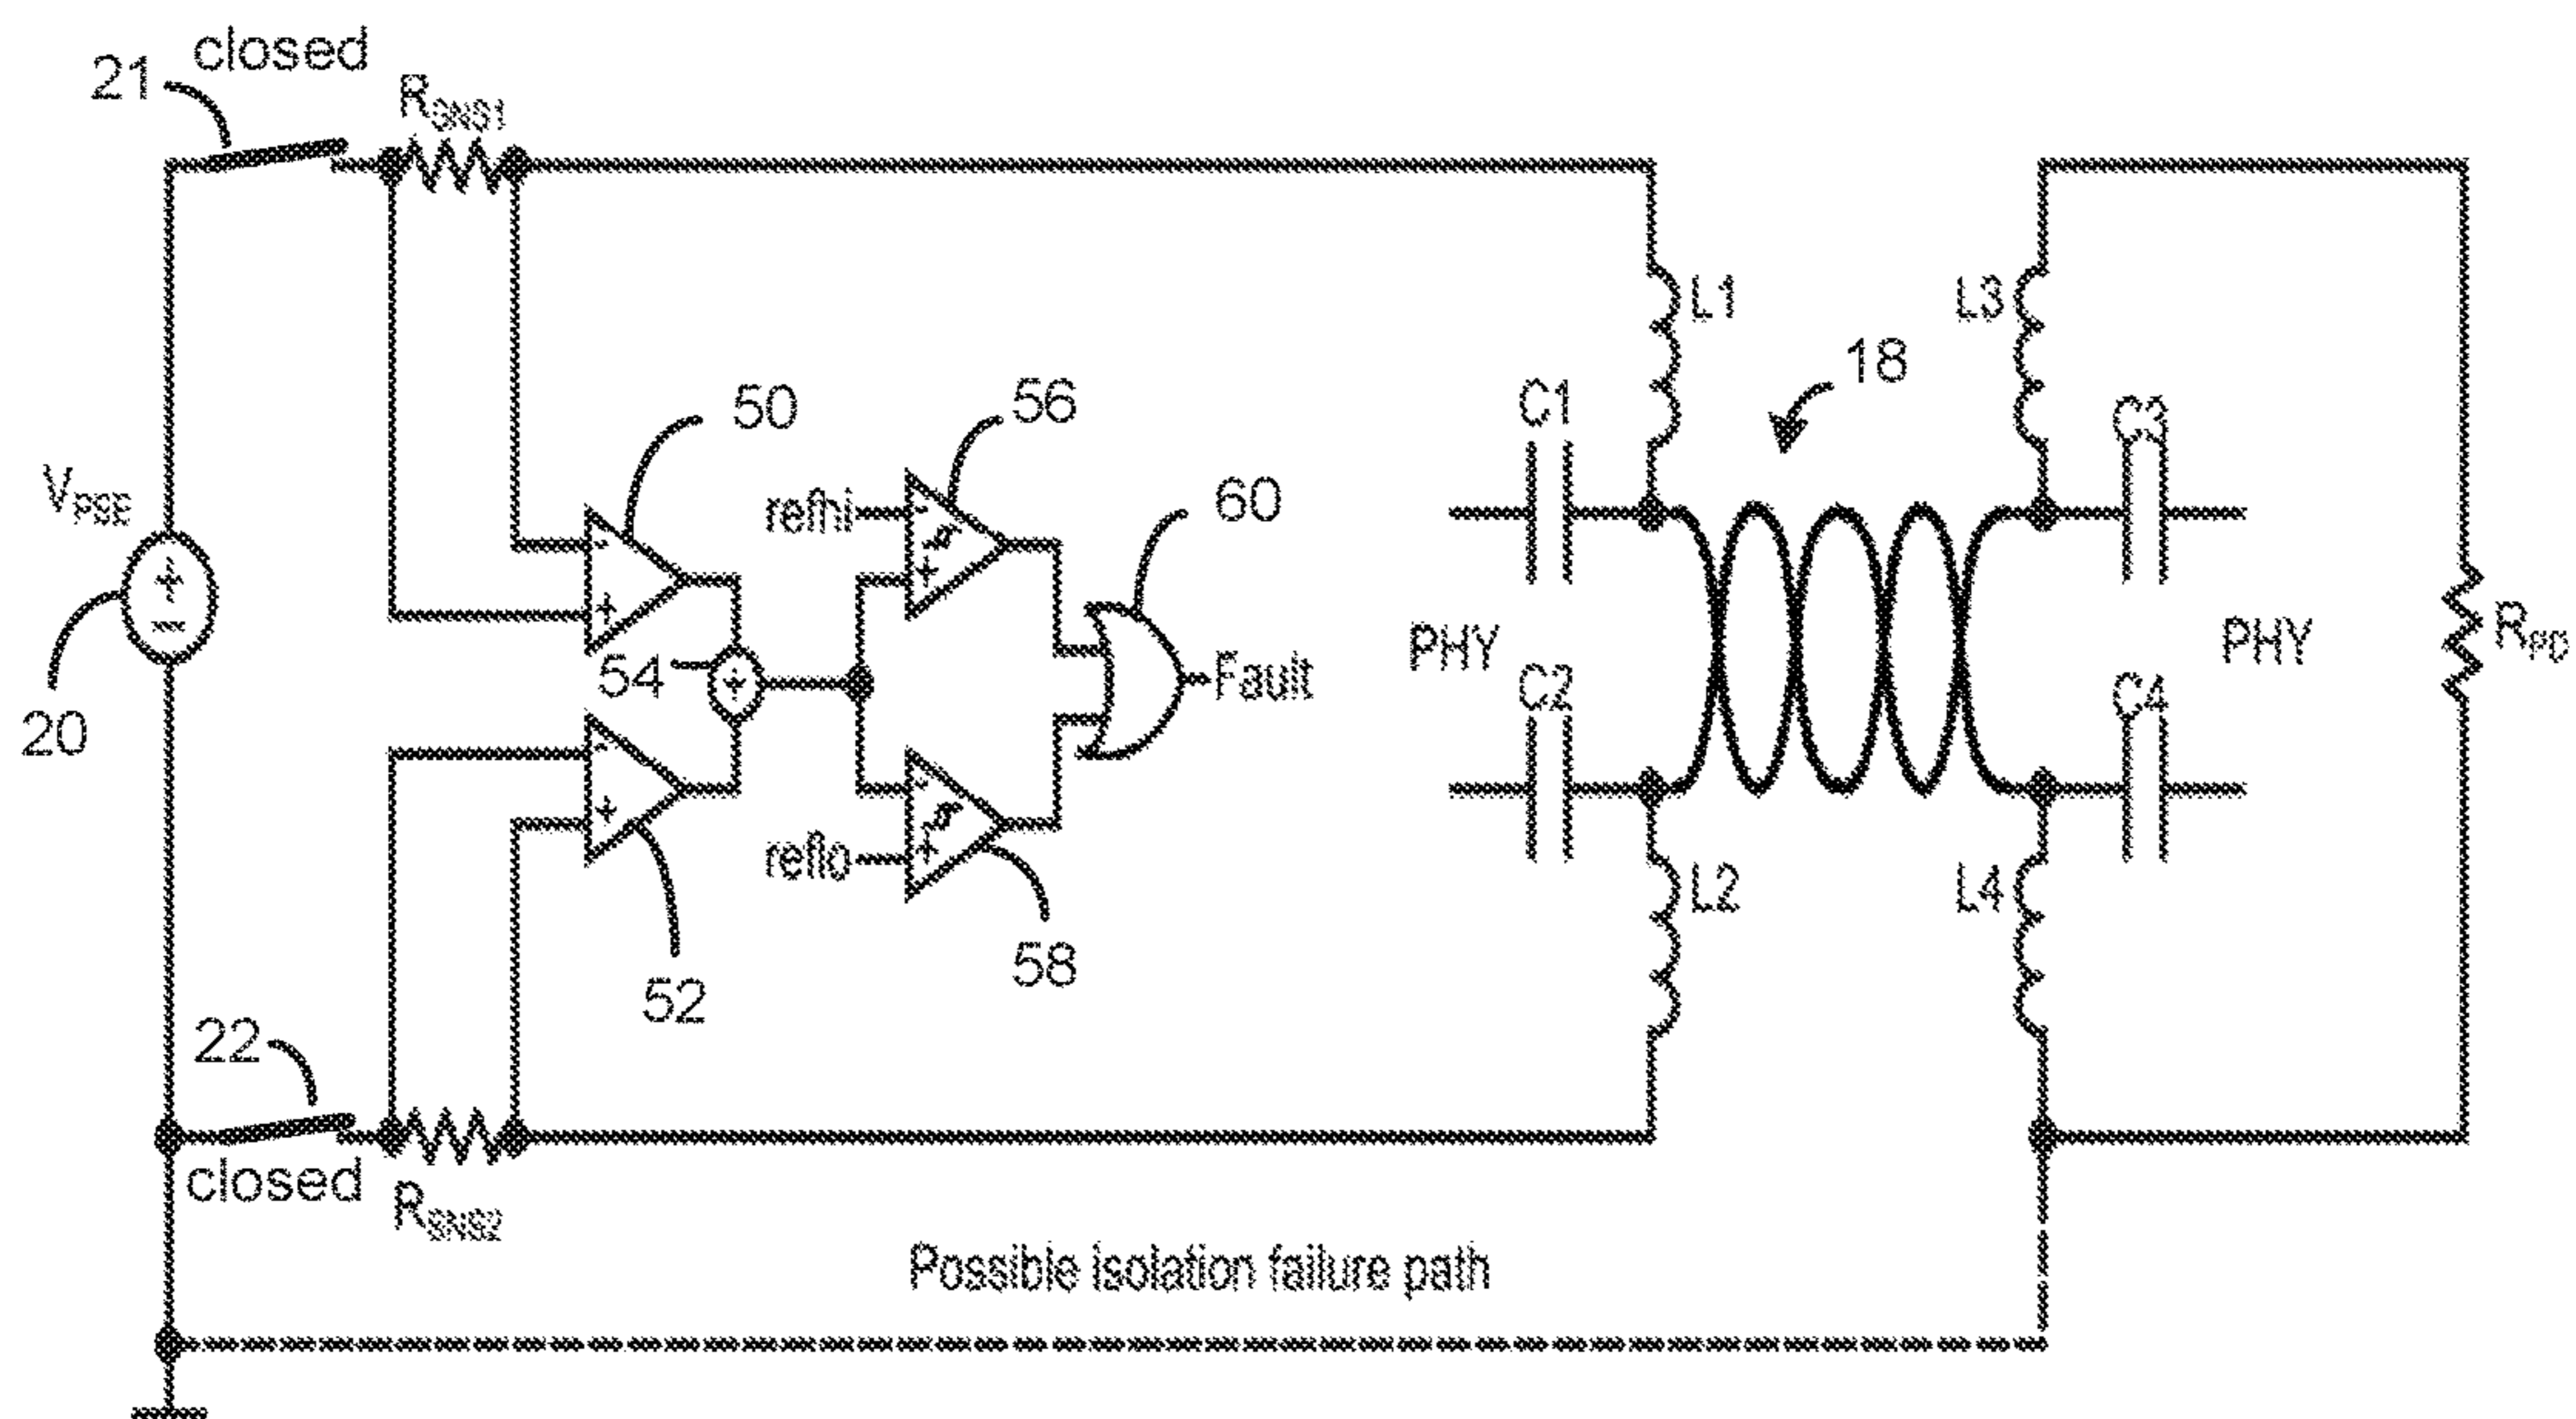 closed
21
RSNS1
L1
L3
18
50
56
C1
C3
VPSE
refhi
60
+
-
-
+
-
+
54
+
PHY
PHY
RPD
Fault
20
C2
C4
-
+
-
+
reflo
L2
L4
52
58
22
closed
RSNS2
Possible isolation failure path